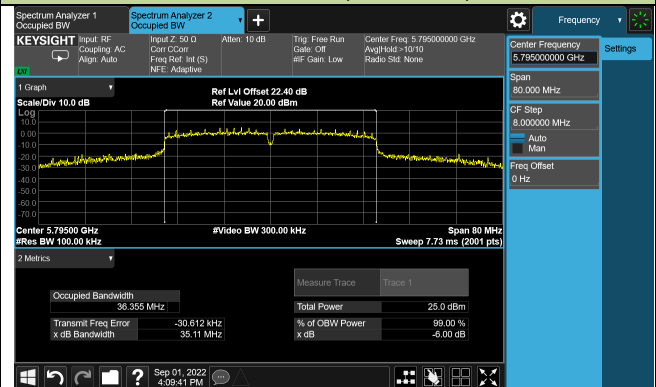 Spectrum Analyzer 1
Occupied BW
Spectrum Analyzer 2
Occupied BW
+
Frequency
KEYSIGHT
Input: RF
Coupling: AC
Align: Auto
Input Z: 50 Ω
Corr CCorr
Freq Ref: Int (S)
NFE: Adaptive
Atten: 10 dB
Trig: Free Run
Gate: Off
#IF Gain: Low
Center Freq: 5.795000000 GHz
Avg|Hold:>10/10
Radio Std: None
LXI
Center Frequency
5.795000000 GHz
Settings
Span
80.000 MHz
CF Step
8.000000 MHz
Auto
Man
Freq Offset
0 Hz
1 Graph
Scale/Div 10.0 dB
Ref Lvl Offset 22.40 dB
Ref Value 20.00 dBm
Log
10.0
0.00
-10.0
-20.0
-30.0
-40.0
-50.0
-60.0
-70.0
Center 5.79500 GHz
#Res BW 100.00 kHz
#Video BW 300.00 kHz
Span 80 MHz
Sweep 7.73 ms (2001 pts)
2 Metrics
Measure Trace
Trace 1
Occupied Bandwidth
36.355 MHz
Total Power
25.0 dBm
Transmit Freq Error
-30.612 kHz
% of OBW Power
99.00 %
x dB Bandwidth
35.11 MHz
x dB
-6.00 dB
?
Sep 01, 2022
4:09:41 PM